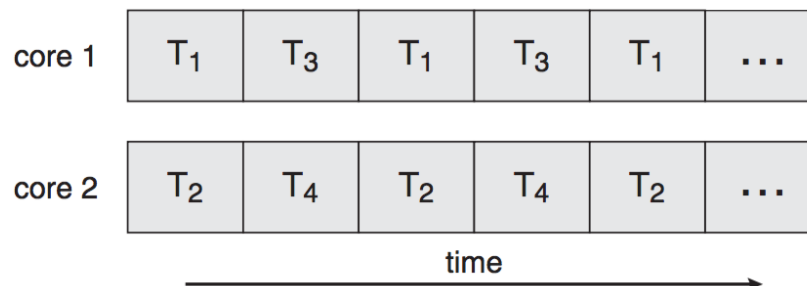 core 1 T₁ T₃ T₁ T₃ T₁ ...
core 2 T₂ T₄ T₂ T₄ T₂ ...
time